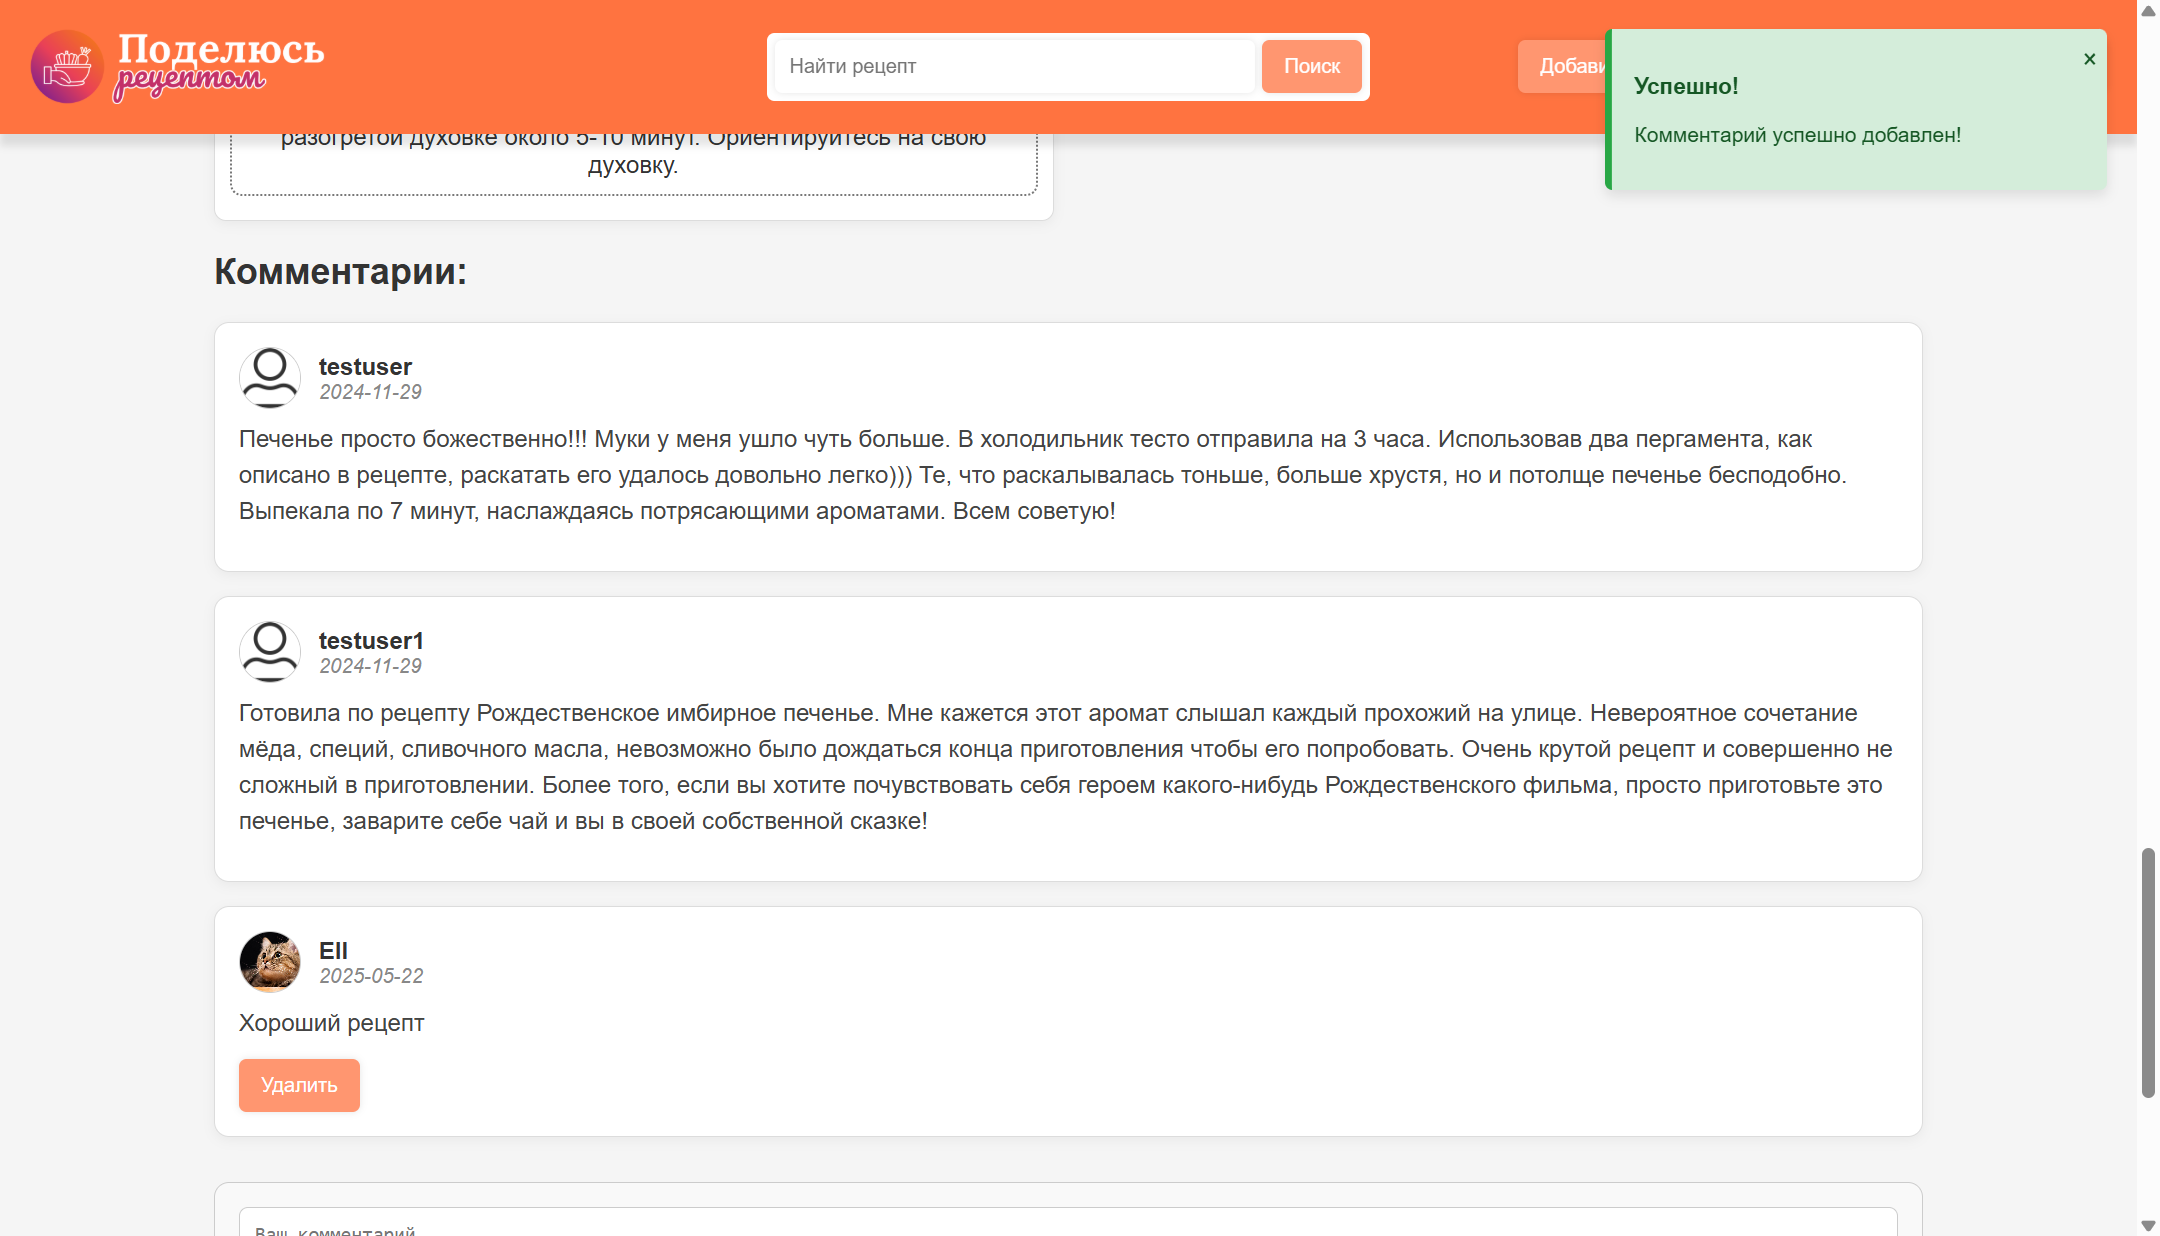 Поделюсь
рецептом
Найти рецепт
Поиск
Добави
×
Успешно!
Комментарий успешно добавлен!
разогретой духовке около 5-10 минут. Ориентируйтесь на свою
духовку.
Комментарии:
testuser
2024-11-29
Печенье просто божественно!!! Муки у меня ушло чуть больше. В холодильник тесто отправила на 3 часа. Использовав два пергамента, как
описано в рецепте, раскатать его удалось довольно легко))) Те, что раскалывалась тоньше, больше хрустя, но и потолще печенье бесподобно.
Выпекала по 7 минут, наслаждаясь потрясающими ароматами. Всем советую!
testuser1
2024-11-29
Готовила по рецепту Рождественское имбирное печенье. Мне кажется этот аромат слышал каждый прохожий на улице. Невероятное сочетание
мёда, специй, сливочного масла, невозможно было дождаться конца приготовления чтобы его попробовать. Очень крутой рецепт и совершенно не
сложный в приготовлении. Более того, если вы хотите почувствовать себя героем какого-нибудь Рождественского фильма, просто приготовьте это
печенье, заварите себе чай и вы в своей собственной сказке!
Ell
2025-05-22
Хороший рецепт
Удалить
Ваш комментарий